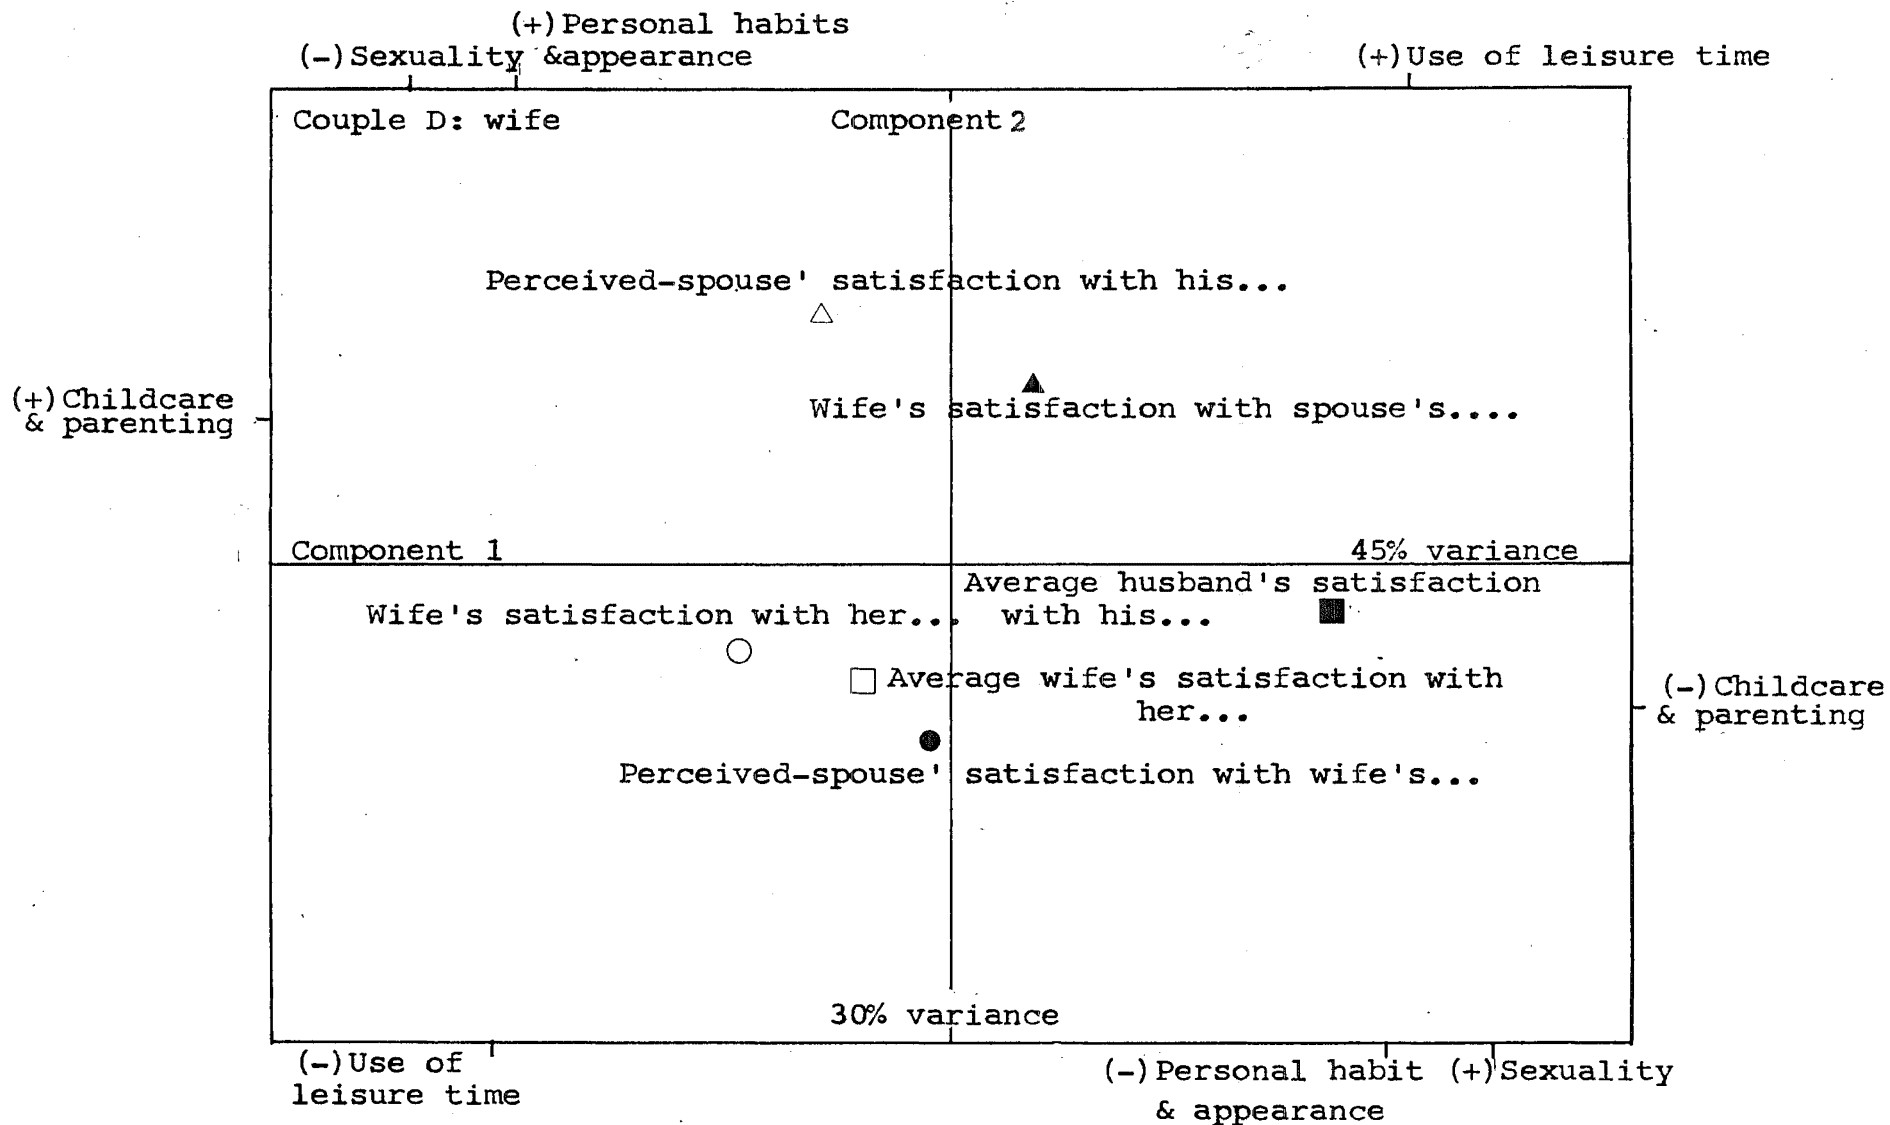 (+)Personal habits
(-)Sexuality &appearance
(+)Use of leisure time
Couple D: wife
Component 2
Perceived-spouse' satisfaction with his...
(+)Childcare
& parenting
Wife's satisfaction with spouse's....
Component 1
45% variance
Average husband's satisfaction
with his...
Wife's satisfaction with her...
Average wife's satisfaction with
her...
(-)Childcare
& parenting
Perceived-spouse' satisfaction with wife's...
30% variance
(-)Use of
leisure time
(-)Personal habit
& appearance
(+)Sexuality